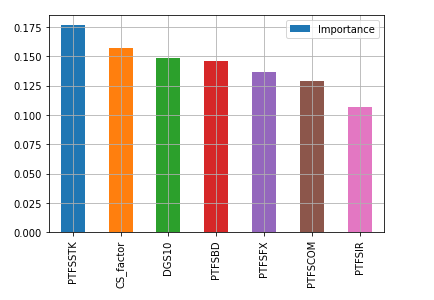 Importance
0.175
0.150
0.125
0.100
0.075
0.050
0.025
0.000
PTFSSTK
CS_factor
DGS10
PTFSBD
PTFSFX
PTFSCOM
PTFSIR